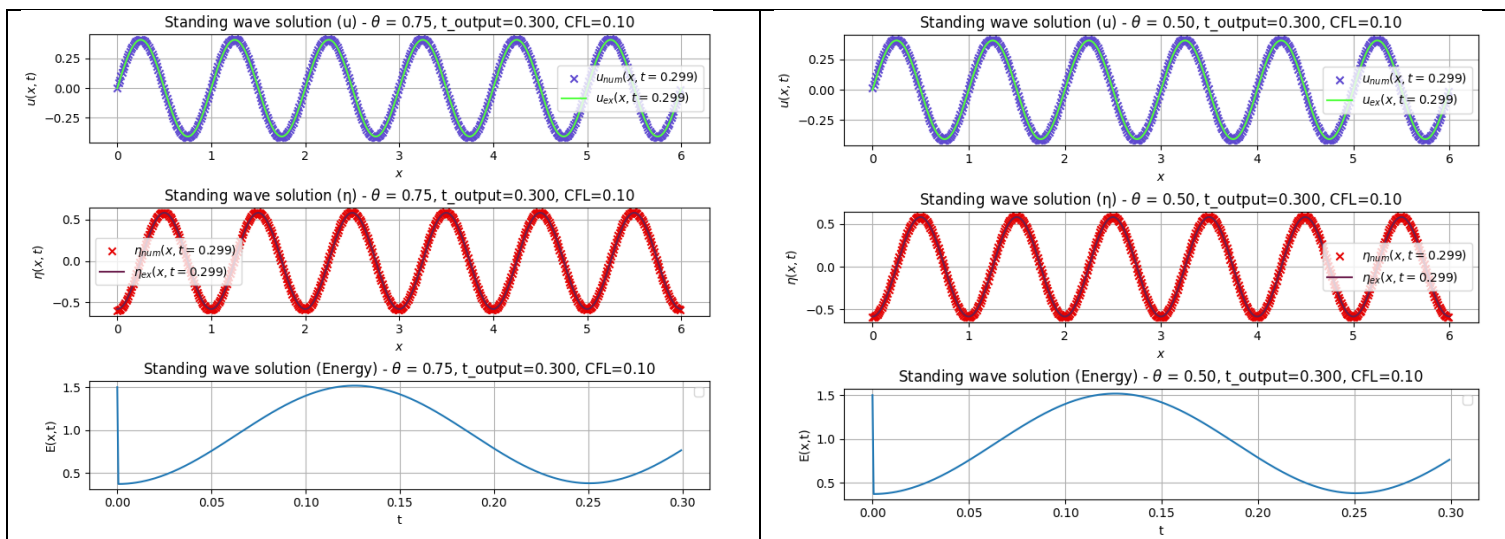 Standing wave solution (u) - θ = 0.75, t_output=0.300, CFL=0.10
u(x, t)
0.25
0.00
−0.25
u_num(x, t = 0.299)
u_ex(x, t = 0.299)
0 1 2 3 4 5 6
x
Standing wave solution (η) - θ = 0.75, t_output=0.300, CFL=0.10
η(x, t)
0.5
0.0
−0.5
η_num(x, t = 0.299)
η_ex(x, t = 0.299)
0 1 2 3 4 5 6
x
Standing wave solution (Energy) - θ = 0.75, t_output=0.300, CFL=0.10
E(x,t)
1.5
1.0
0.5
0.00 0.05 0.10 0.15 0.20 0.25 0.30
t
Standing wave solution (u) - θ = 0.50, t_output=0.300, CFL=0.10
u(x, t)
0.25
0.00
−0.25
u_num(x, t = 0.299)
u_ex(x, t = 0.299)
0 1 2 3 4 5 6
x
Standing wave solution (η) - θ = 0.50, t_output=0.300, CFL=0.10
η(x, t)
0.5
0.0
−0.5
η_num(x, t = 0.299)
η_ex(x, t = 0.299)
0 1 2 3 4 5 6
x
Standing wave solution (Energy) - θ = 0.50, t_output=0.300, CFL=0.10
E(x,t)
1.5
1.0
0.5
0.00 0.05 0.10 0.15 0.20 0.25 0.30
t